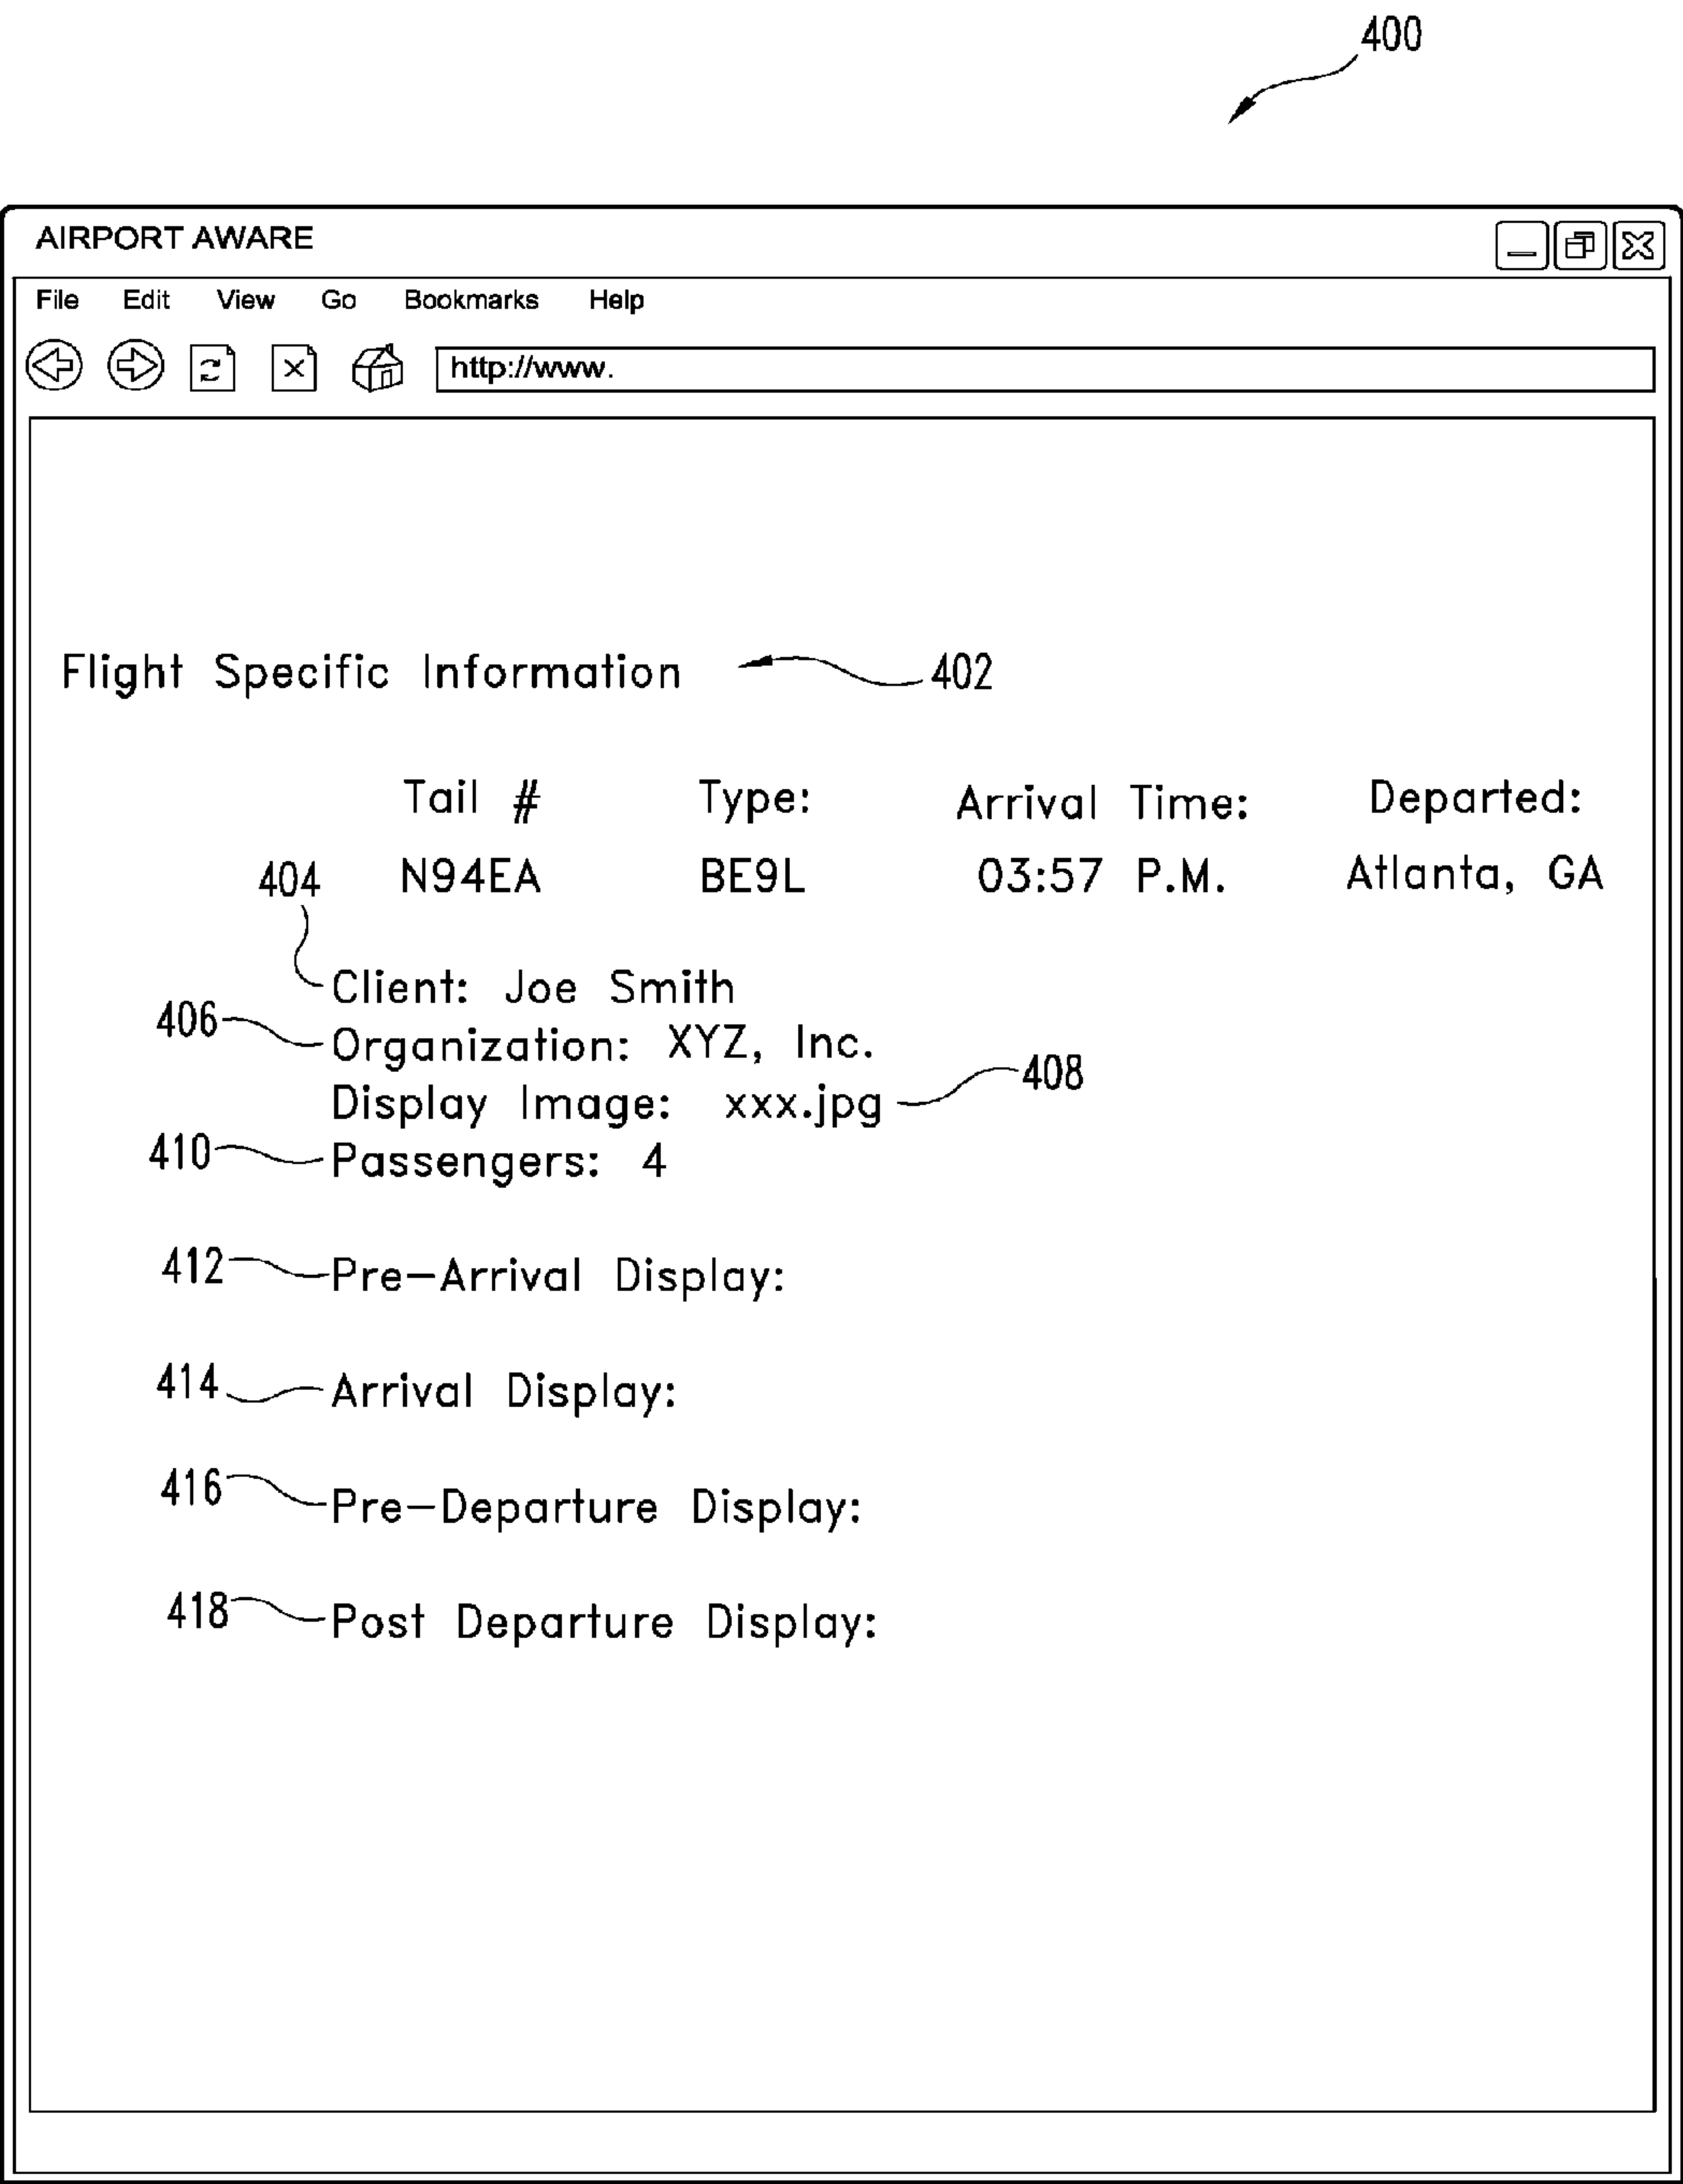 400
AIRPORT AWARE
File Edit View Go Bookmarks Help
http://www.
Flight Specific Information 402
Tail # Type: Arrival Time: Departed:
404 N94EA BE9L 03:57 P.M. Atlanta, GA
Client: Joe Smith
406 Organization: XYZ, Inc.
Display Image: xxx.jpg 408
410 Passengers: 4
412 Pre-Arrival Display:
414 Arrival Display:
416 Pre-Departure Display:
418 Post Departure Display: